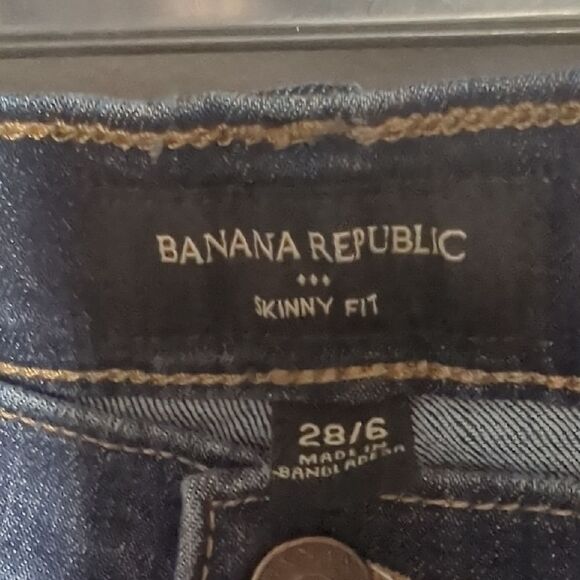 BANANA REPUBLIC
SKINNY FIT
28/6
MADE IN
BANGLADESH